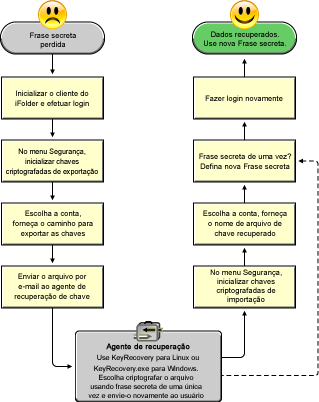 Frase secreta
perdida
Inicializar o cliente do
iFolder e efetuar login
No menu Segurança,
inicializar chaves
criptografadas de exportação
Escolha a conta,
forneça o caminho para
exportar as chaves
Enviar o arquivo por
e-mail ao agente de
recuperação de chave
Agente de recuperação
Use KeyRecovery para Linux ou
KeyRecovery.exe para Windows.
Escolha criptografar o arquivo
usando frase secreta de uma única
vez e envie-o novamente ao usuário
No menu Segurança,
inicializar chaves
criptografadas de
importação
Escolha a conta, forneça
o nome de arquivo de
chave recuperado
Frase secreta de uma vez?
Defina nova Frase secreta
Fazer login novamente
Dados recuperados.
Use nova Frase secreta.